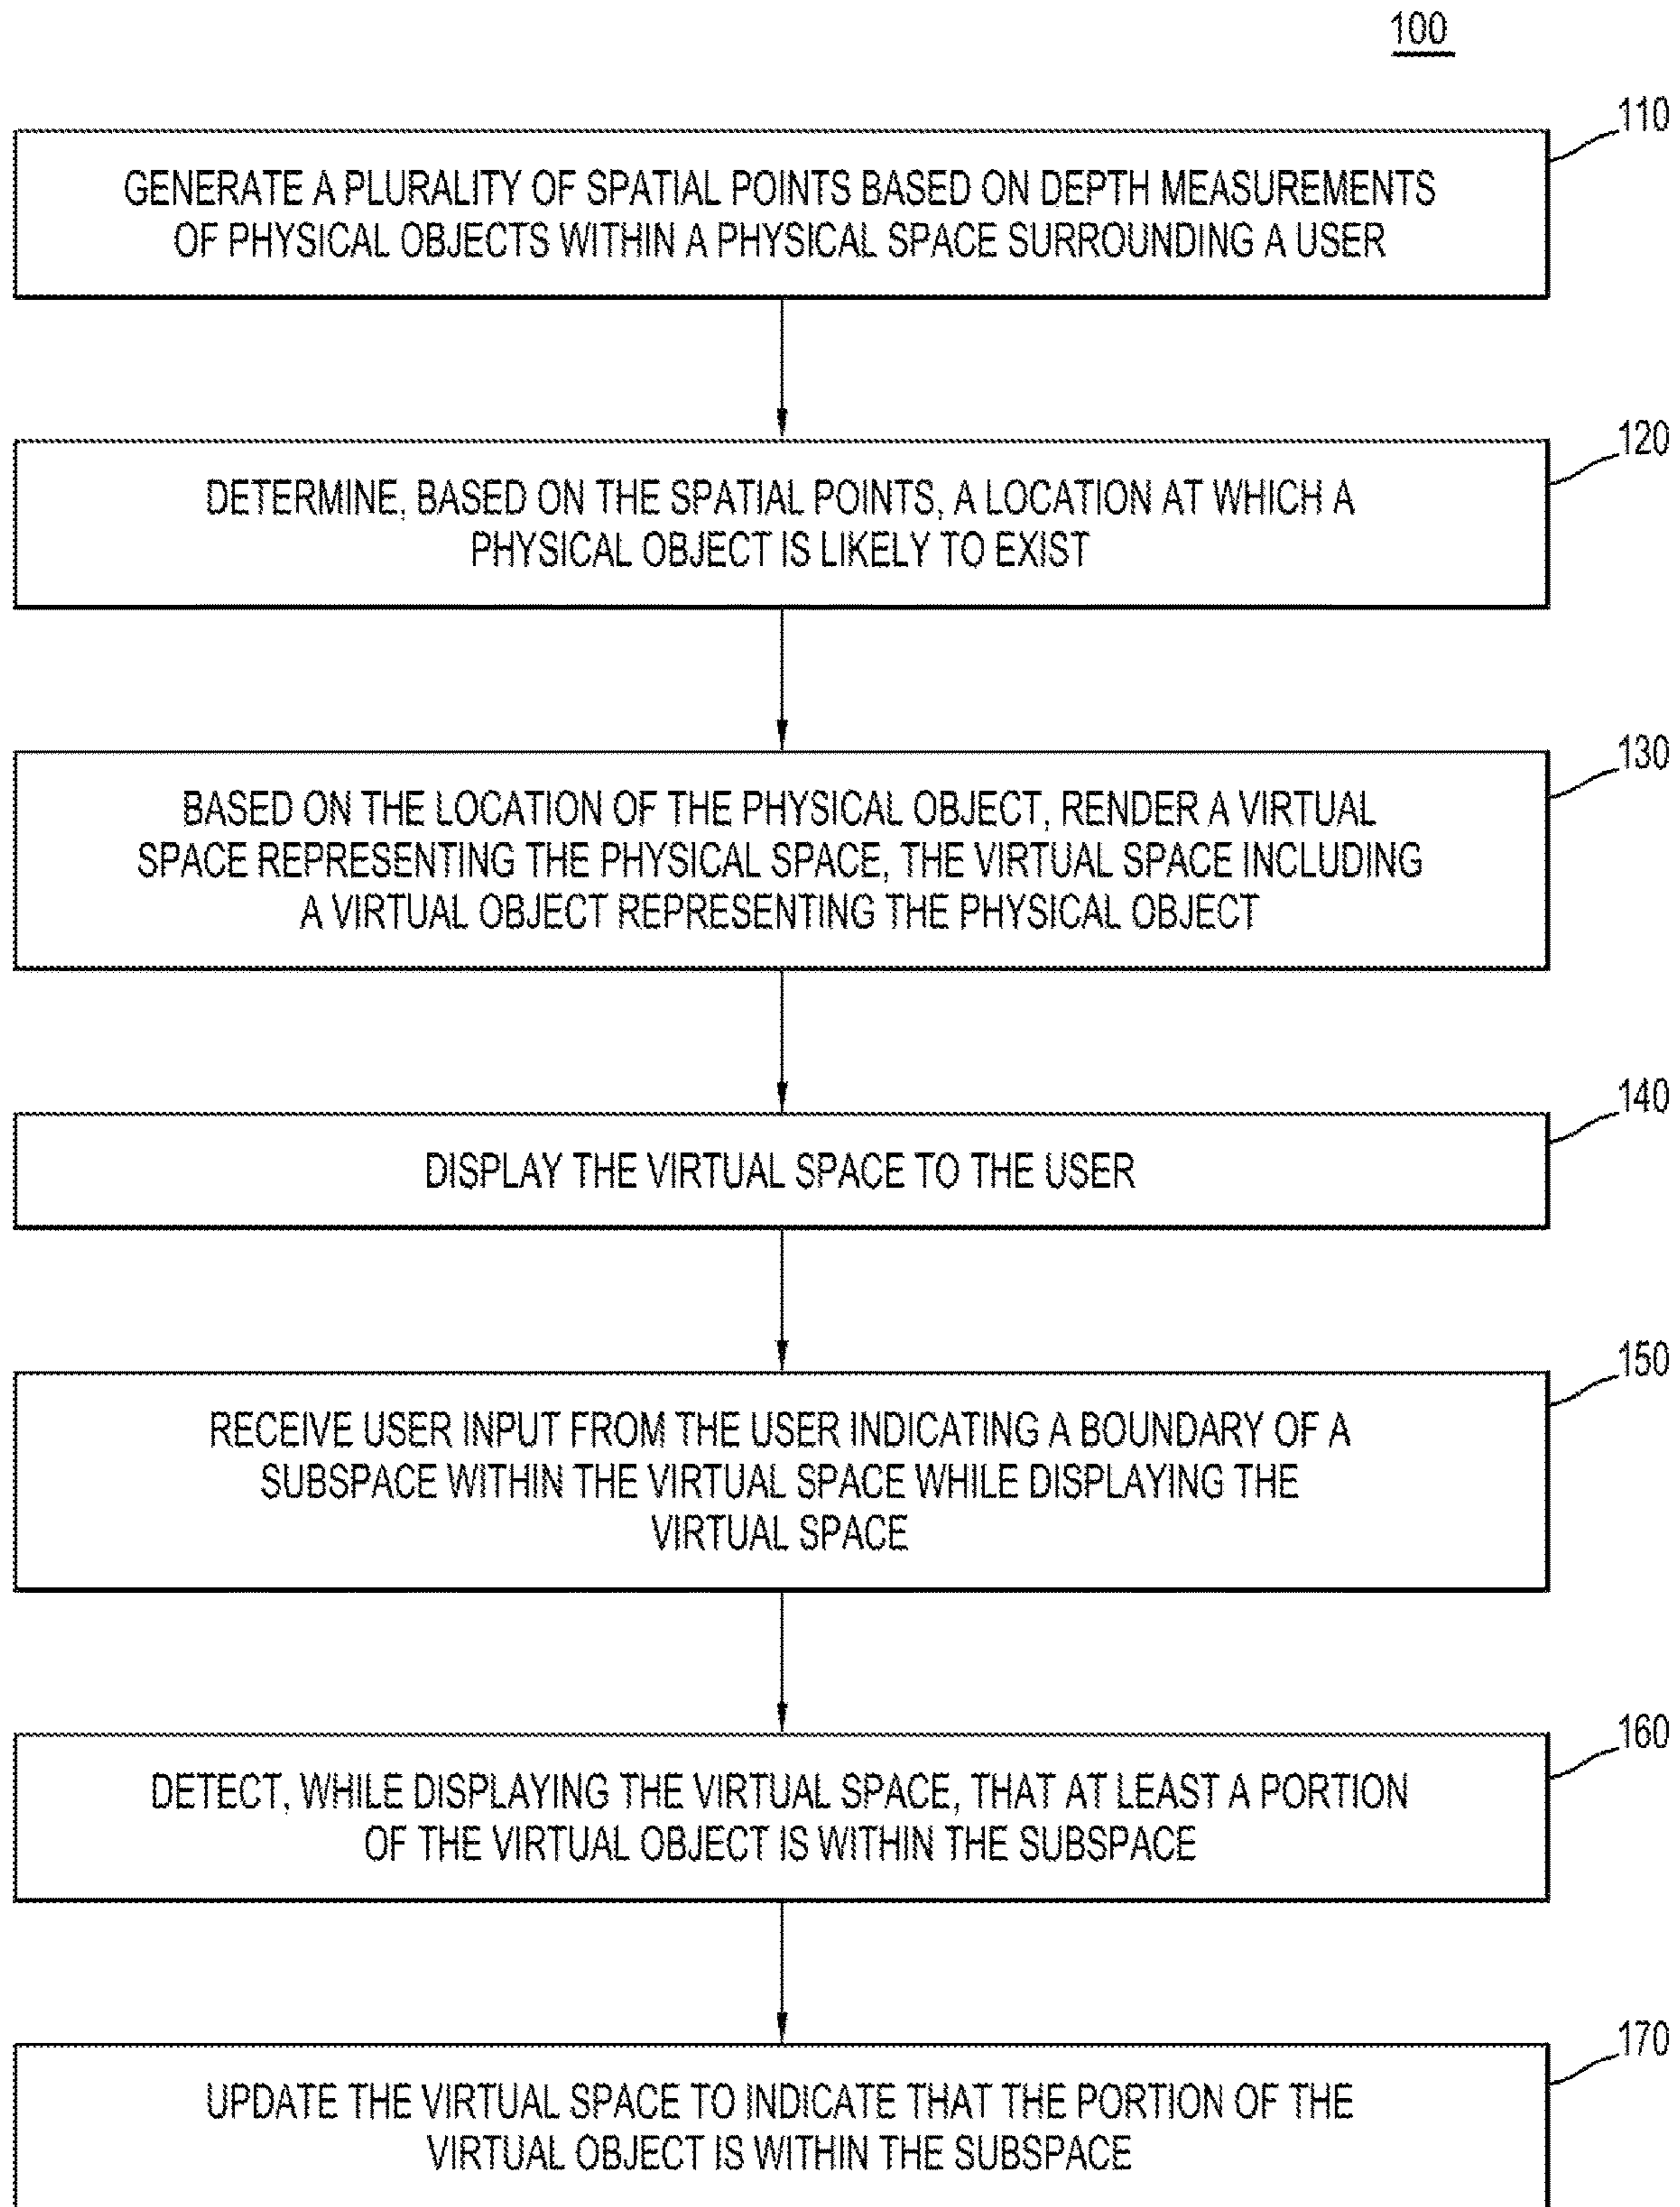 100
110
GENERATE A PLURALITY OF SPATIAL POINTS BASED ON DEPTH MEASUREMENTS
OF PHYSICAL OBJECTS WITHIN A PHYSICAL SPACE SURROUNDING A USER
120
DETERMINE, BASED ON THE SPATIAL POINTS, A LOCATION AT WHICH A
PHYSICAL OBJECT IS LIKELY TO EXIST
130
BASED ON THE LOCATION OF THE PHYSICAL OBJECT, RENDER A VIRTUAL
SPACE REPRESENTING THE PHYSICAL SPACE, THE VIRTUAL SPACE INCLUDING
A VIRTUAL OBJECT REPRESENTING THE PHYSICAL OBJECT
140
DISPLAY THE VIRTUAL SPACE TO THE USER
150
RECEIVE USER INPUT FROM THE USER INDICATING A BOUNDARY OF A
SUBSPACE WITHIN THE VIRTUAL SPACE WHILE DISPLAYING THE
VIRTUAL SPACE
160
DETECT, WHILE DISPLAYING THE VIRTUAL SPACE, THAT AT LEAST A PORTION
OF THE VIRTUAL OBJECT IS WITHIN THE SUBSPACE
170
UPDATE THE VIRTUAL SPACE TO INDICATE THAT THE PORTION OF THE
VIRTUAL OBJECT IS WITHIN THE SUBSPACE